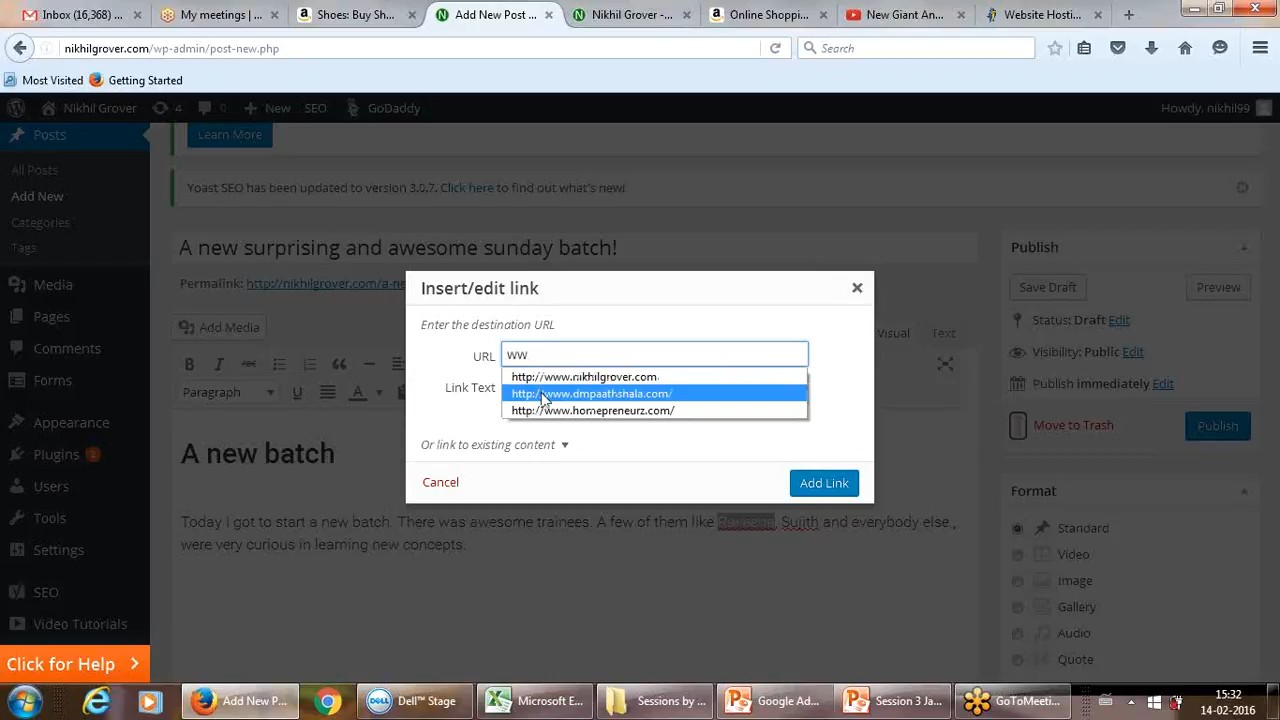 Inbox (16,368)
My meetings |
Shoes: Buy Sh
Add New Post
Nikhil Grover -
Online Shoppi
New Giant An
Website Hosti
nikhilgrover.com/wp-admin/post-new.php
Search
Most Visited
Getting Started
Nikhil Grover
4
0
New
SEO
GoDaddy
Howdy, nikhil99
Posts
All Posts
Add New
Categories
Tags
Media
Pages
Comments
Forms
Appearance
Plugins 2
Users
Tools
Settings
SEO
Video Tutorials
Click for Help
Learn More
Yoast SEO has been updated to version 3.0.7. Click here to find out what's new!
A new surprising and awesome sunday batch!
Permalink: http://nikhilgrover.com/a-ne
Add Media
Visual
Text
B I
Paragraph
U A
A new batch
Today I got to start a new batch. There was awesome trainees. A few of them like Sujith and everybody else.,
were very curious in learning new concepts.
Insert/edit link
Enter the destination URL
URL
ww
http://www.nikhilgrover.com
http://www.dmpaathshala.com/
http://www.homepreneurz.com/
Link Text
Or link to existing content
Cancel
Add Link
Publish
Save Draft
Preview
Status: Draft Edit
Visibility: Public Edit
Publish immediately Edit
Move to Trash
Publish
Format
Standard
Video
Image
Gallery
Audio
Quote
Add New P...
Dell™ Stage
Microsoft E...
Sessions by ...
Google Ad...
Session 3 Ja...
GoToMeeti...
15:32
14-02-2016